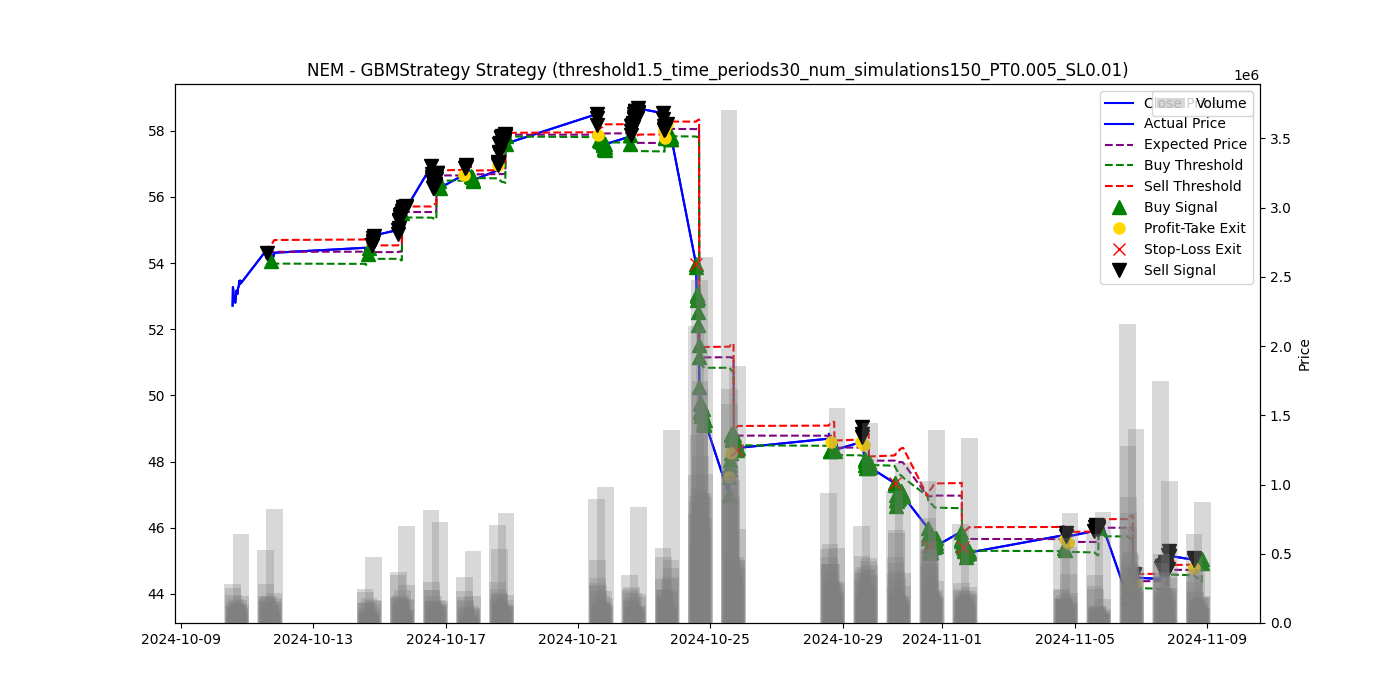 NEM - GBMStrategy Strategy (threshold1.5_time_periods30_num_simulations150_PT0.005_SL0.01)
1e6
58
56
54
52
50
48
46
44
3.5
3.0
2.5
2.0
1.5
1.0
0.5
0.0
Price
Volume
Actual Price
Expected Price
Buy Threshold
Sell Threshold
Buy Signal
Profit-Take Exit
Stop-Loss Exit
Sell Signal
2024-10-09
2024-10-13
2024-10-17
2024-10-21
2024-10-25
2024-10-29
2024-11-01
2024-11-05
2024-11-09